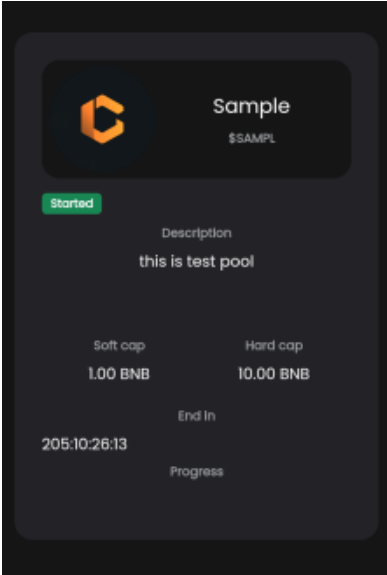 Sample
$SAMPL
Started
Description
this is test pool
Soft cap
Hard cap
1.00 BNB
10.00 BNB
End In
205:10:26:13
Progress